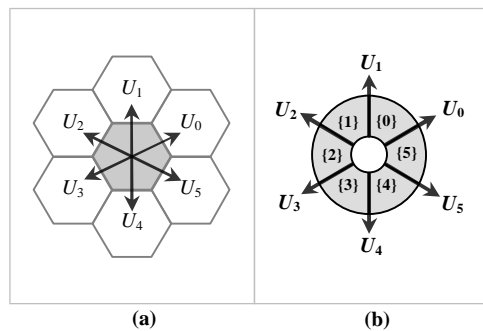 U₁
U₂ U₀
U₃ U₅
U₄
(a)
U₁
U₂ U₀
{1} {0}
{2} {5}
{3} {4}
U₃ U₅
U₄
(b)